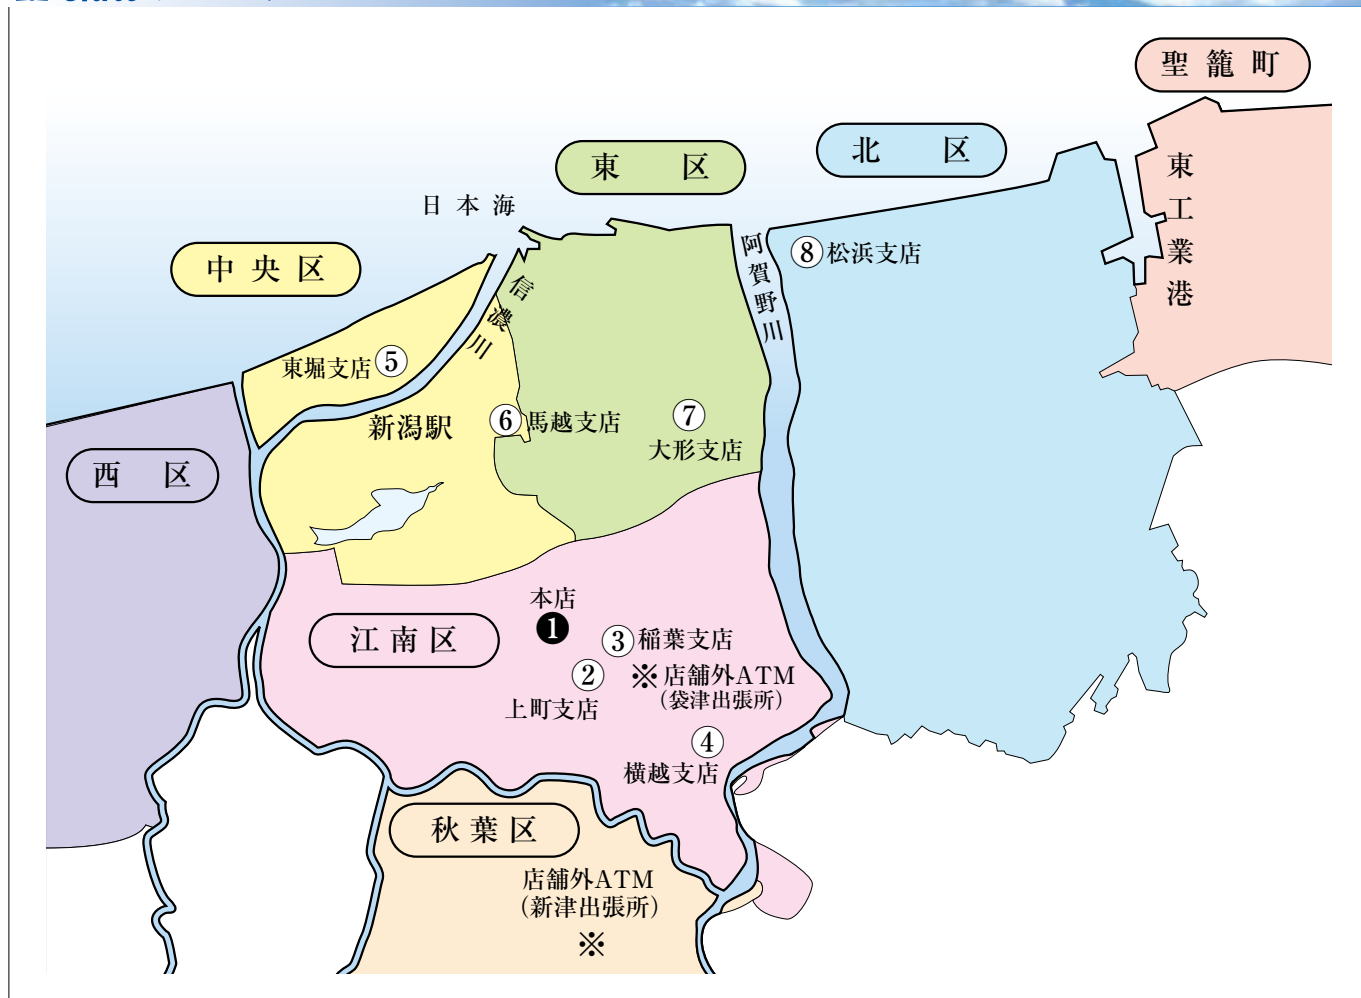 聖籠町
北　区
東　区
東工業港
日本海
阿賀野川
⑧松浜支店
中央区
信濃川
東堀支店⑤
新潟駅
⑥馬越支店
⑦
大形支店
西　区
本店
❶
江南区
③稲葉支店
②
※店舗外ATM
(袋津出張所)
上町支店
④
横越支店
秋葉区
店舗外ATM
(新津出張所)
※